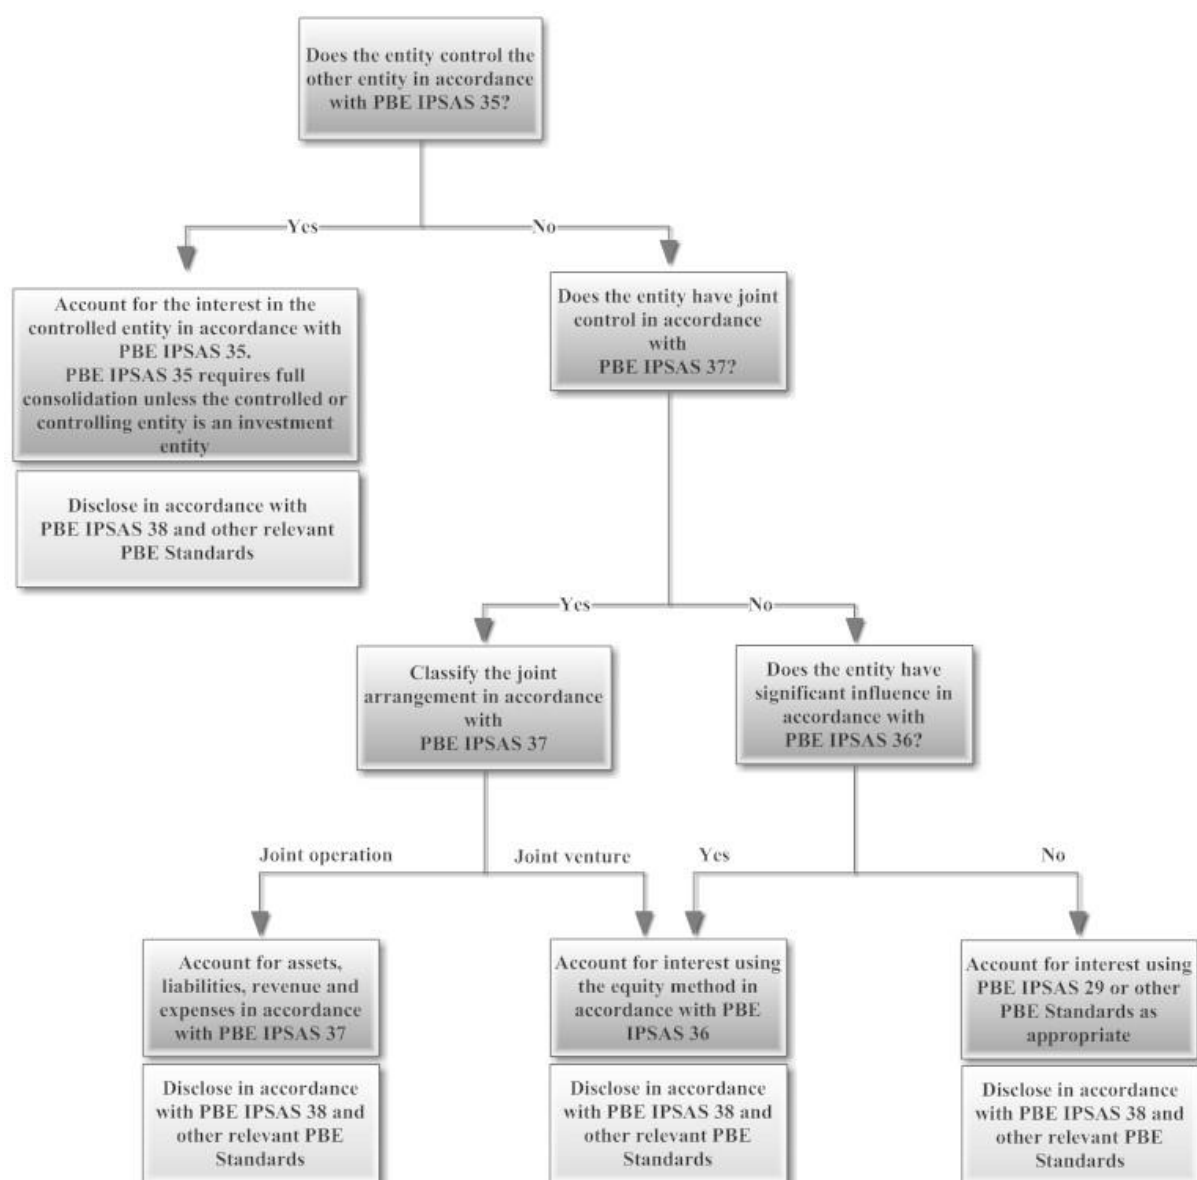 Does the entity control the
other entity in accordance
with PBE IPSAS 35?
Yes
No
Account for the interest in the
controlled entity in accordance with
PBE IPSAS 35.
PBE IPSAS 35 requires full
consolidation unless the controlled or
controlling entity is an investment
entity
Disclose in accordance with
PBE IPSAS 38 and other relevant
PBE Standards
Does the entity have joint
control in accordance
with
PBE IPSAS 37?
Yes
No
Classify the joint
arrangement in accordance
with
PBE IPSAS 37
Does the entity have
significant influence in
accordance with
PBE IPSAS 36?
Joint operation
Joint venture
Yes
No
Account for assets,
liabilities, revenue and
expenses in accordance
with PBE IPSAS 37
Disclose in accordance
with PBE IPSAS 38 and
other relevant PBE
Standards
Account for interest using
the equity method in
accordance with PBE
IPSAS 36
Disclose in accordance
with PBE IPSAS 38 and
other relevant PBE
Standards
Account for interest using
PBE IPSAS 29 or other
PBE Standards as
appropriate
Disclose in accordance
with PBE IPSAS 38 and
other relevant PBE
Standards